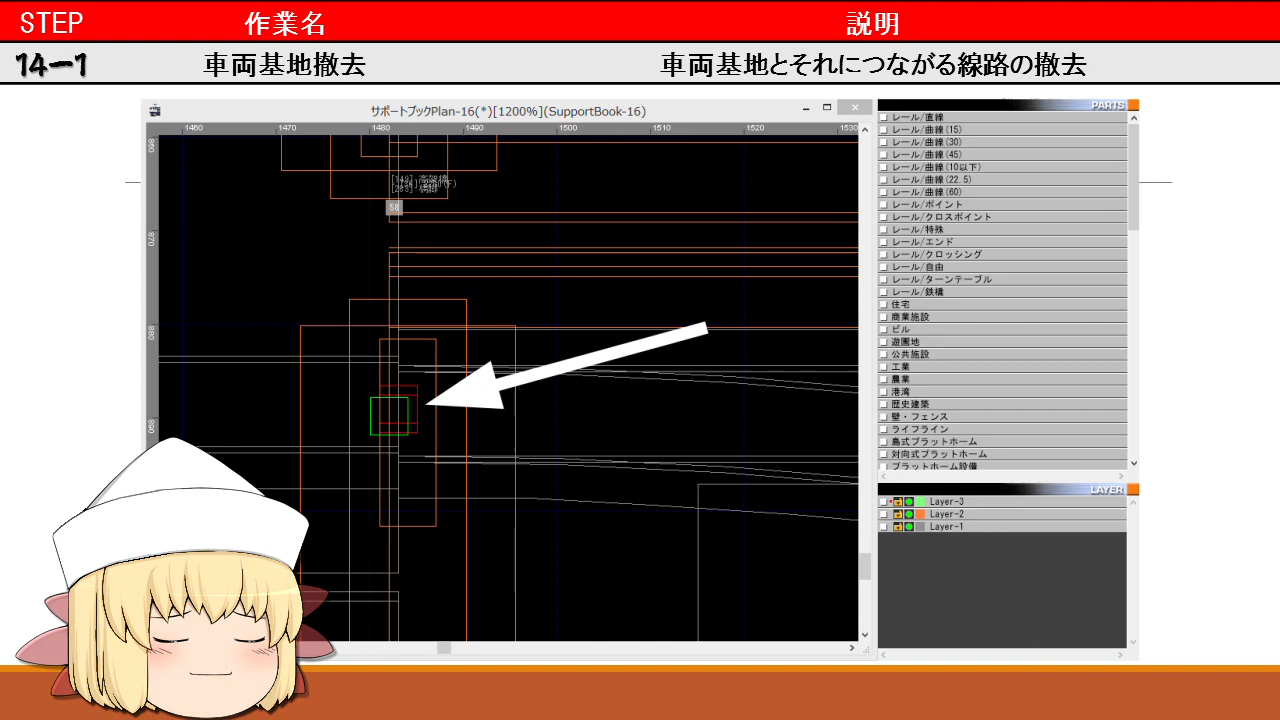 STEP 作業名 説明
14ー1 車両基地撤去 車両基地とそれにつながる線路の撤去
サポートブックPlan-16(*)[1200%](SupportBook-16)
1460 1470 1480 1490 1500 1510 1520 1530
860
870
880
890
58
PARTS
レール/直線
レール/曲線(15)
レール/曲線(30)
レール/曲線(45)
レール/曲線(10以下)
レール/曲線(22.5)
レール/曲線(60)
レール/ポイント
レール/クロスポイント
レール/特殊
レール/エンド
レール/クロッシング
レール/自由
レール/ターンテーブル
レール/鉄橋
住宅
商業施設
ビル
遊園地
公共施設
工業
農業
港湾
歴史建築
壁・フェンス
ライフライン
島式プラットホーム
対向式プラットホーム
プラットホーム設備
LAYER
Layer-3
Layer-2
Layer-1